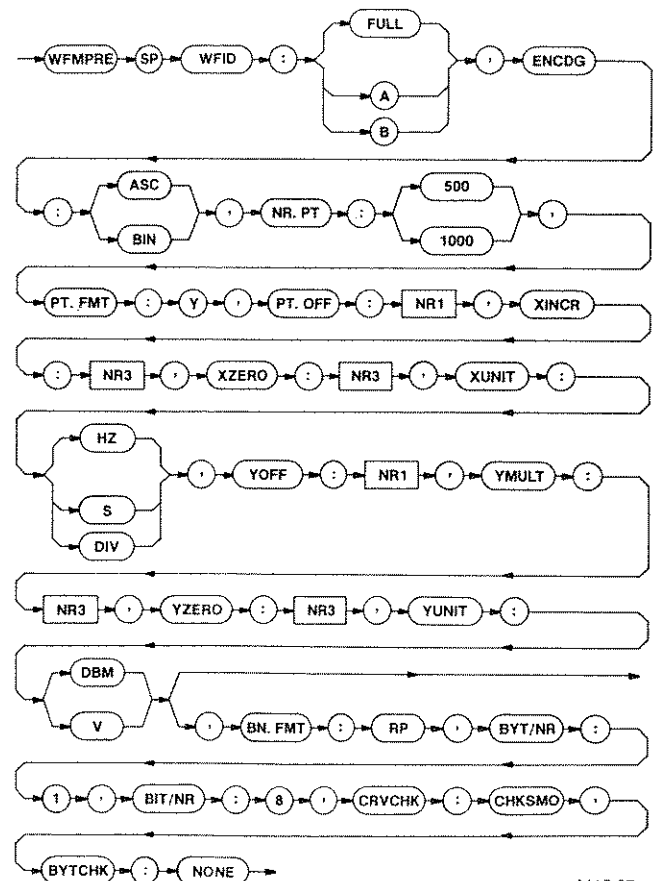 FULL
WFMPRE SP WFID : , ENCDG
A
B
ASC
: , NR. PT : 500 ,
BIN 1000
PT. FMT : Y , PT. OFF : NR1 , XINCR
: NR3 , XZERO : NR3 , XUNIT :
HZ
, YOFF : NR1 , YMULT :
S
DIV
NR3 , YZERO : NR3 , YUNIT :
DBM
V , BN. FMT : RP , BYT/NR :
1 , BIT/NR : 8 , CRVCHK : CHKSMO ,
BYTCHK : NONE